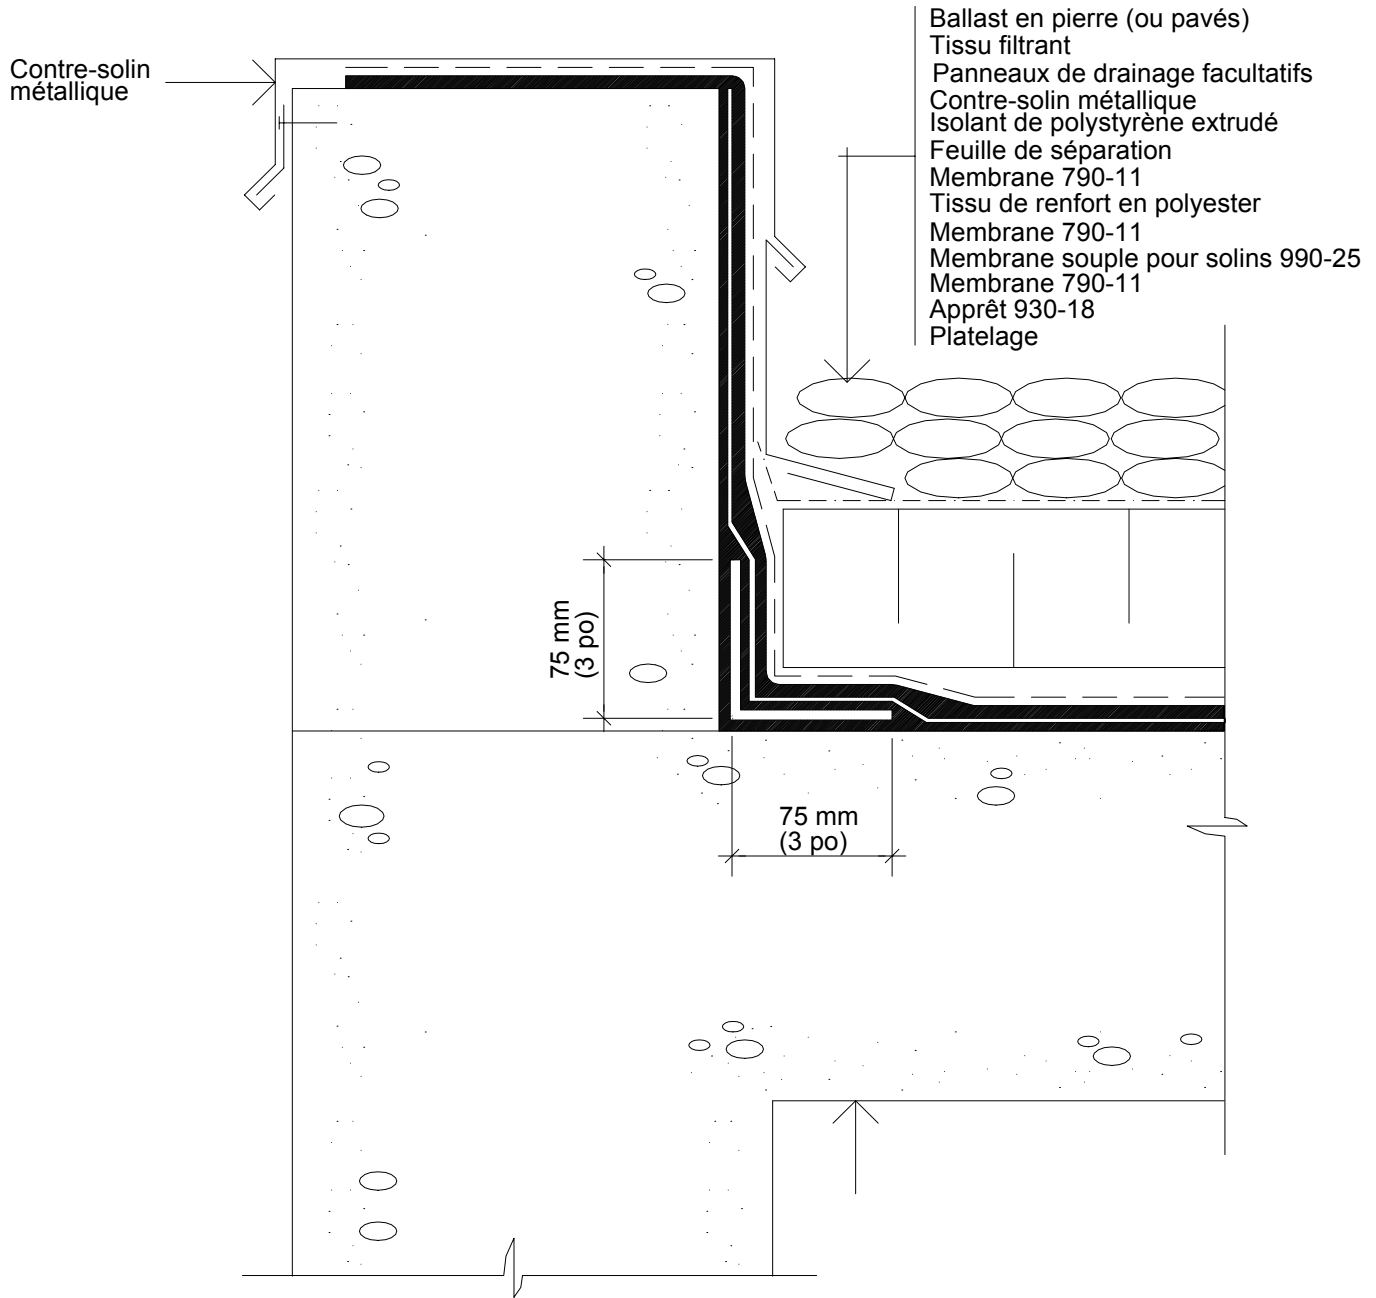 Contre-solin
métallique
Ballast en pierre (ou pavés)
Tissu filtrant
Panneaux de drainage facultatifs
Contre-solin métallique
Isolant de polystyrène extrudé
Feuille de séparation
Membrane 790-11
Tissu de renfort en polyester
Membrane 790-11
Membrane souple pour solins 990-25
Membrane 790-11
Apprêt 930-18
Platelage
75 mm
(3 po)
75 mm
(3 po)